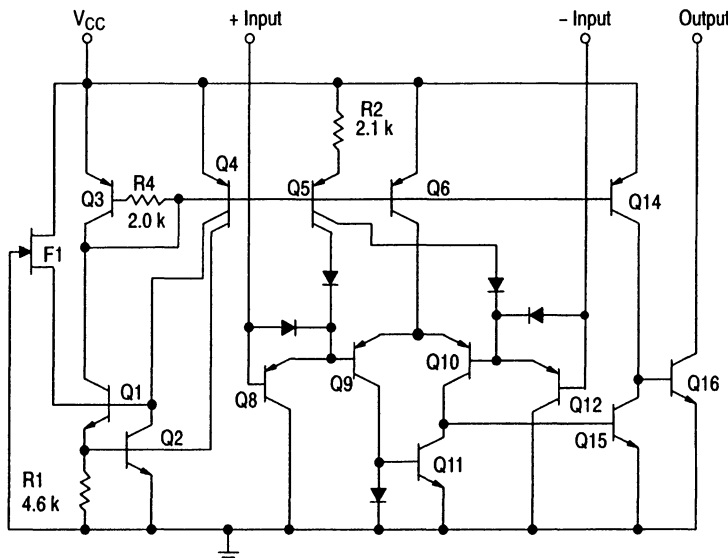 VCC
+ Input
– Input
Output
R2
2.1 k
Q4
Q3
R4
2.0 k
Q5
Q6
Q14
F1
Q1
Q2
Q8
Q9
Q10
Q12
Q16
Q15
Q11
R1
4.6 k